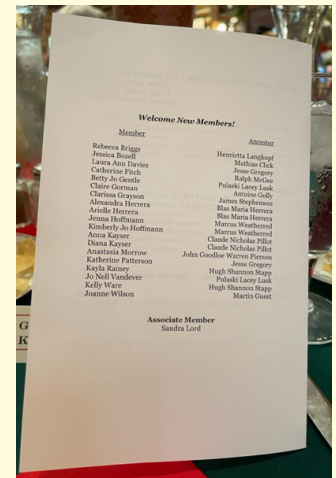 Welcome New Members!
Member Ancestor
Rebecca Briggs Henrietta Langkopf
Jessica Bozell Mathias Click
Laura Ann Davies Jesse Gregory
Catherine Fitch Ralph McGee
Betty Jo Gentle Pulaski Lacey Lusk
Claire Gorman Antoine Golly
Clarissa Grayson James Stephenson
Alexandra Herrera Blas Maria Herrera
Arielle Herrera Blas Maria Herrera
Jenna Hoffmann Marcus Weatherred
Kimberly Jo Hoffmann Marcus Weatherred
Anna Kayser Claude Nicholas Pillot
Diana Kayser Claude Nicholas Pillot
Anastasia Morrow John Goodloe Warren Pierson
Katherine Patterson Jesse Gregory
Kayla Rainey Hugh Shannon Stapp
Jo Nell Vandever Pulaski Lacey Lusk
Kelly Ware Hugh Shannon Stapp
Joanne Wilson Martin Guest
Associate Member
Sandra Lord
G
K